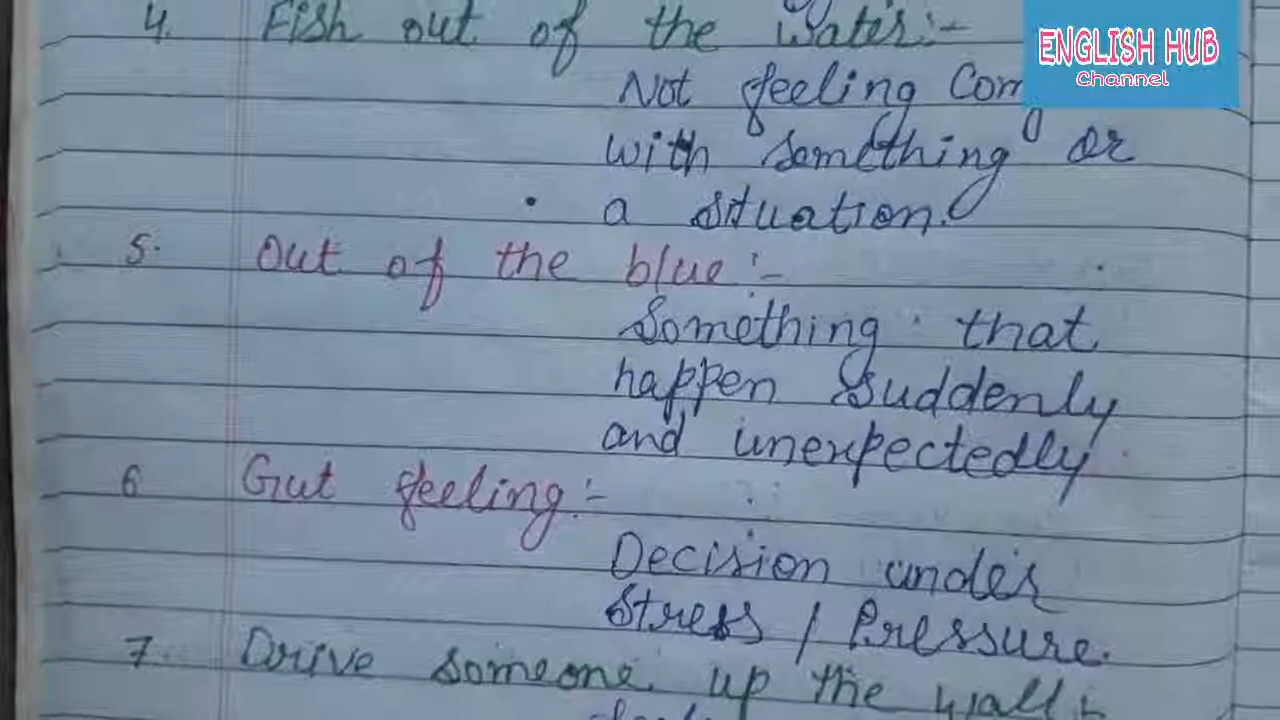 4. Fish out of the Water:-
ENGLISH HUB
Channel
Not feeling
with something or
a situation.
5. Out of the blue:-
Something that
happen suddenly
and unexpectedly
6 Gut feeling:-
Decision under
Stress / Pressure.
7. Drive someone up the wall:-